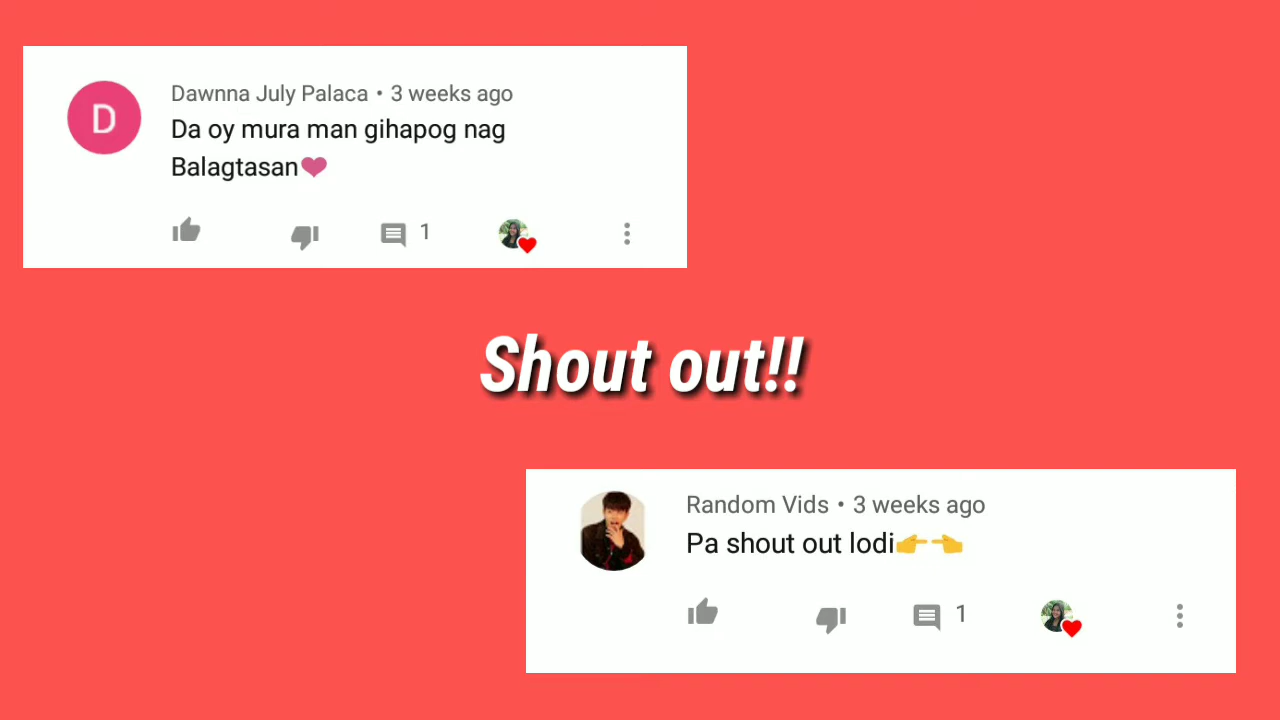 D
Dawnna July Palaca • 3 weeks ago
Da oy mura man gihapog nag
Balagtasan❤
1
Shout out!!
Random Vids • 3 weeks ago
Pa shout out lodi👉👈
1